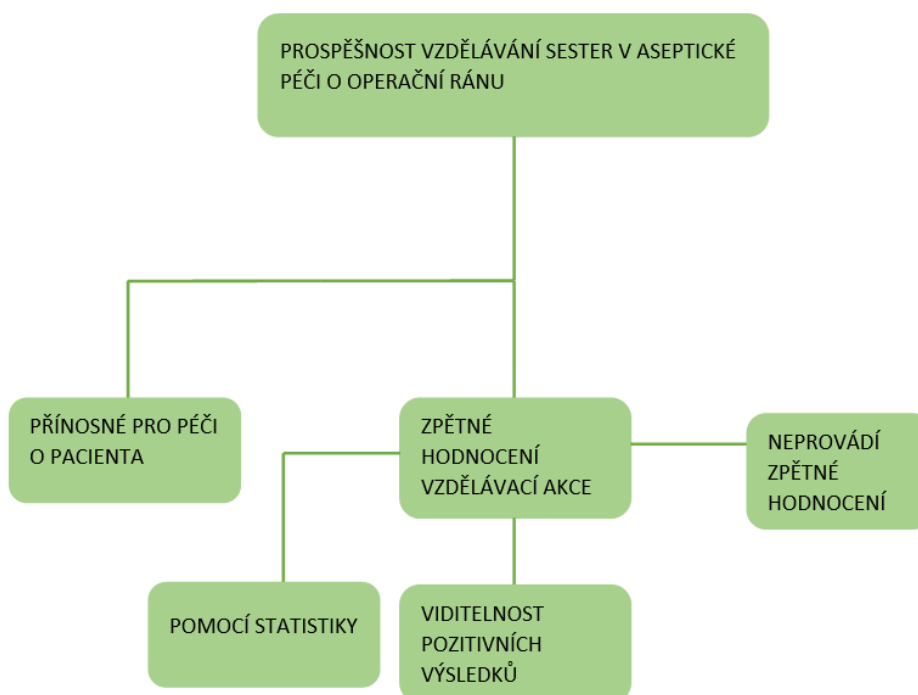 PROSPĚŠNOST VZDĚLÁVÁNÍ SESTER V ASEPTICKÉ
PÉČI O OPERAČNÍ RÁNU
PŘÍNOSNÉ PRO PÉČI
O PACIENTA
ZPĚTNÉ
HODNOCENÍ
VZDĚLÁVACÍ AKCE
NEPROVÁDÍ
ZPĚTNÉ
HODNOCENÍ
POMOCÍ STATISTIKY
VIDITELNOST
POZITIVNÍCH
VÝSLEDKŮ